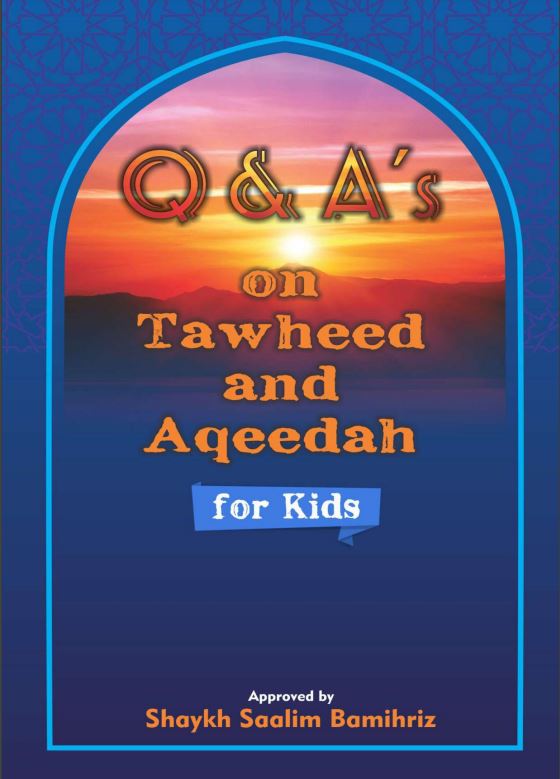 Q & A's
on
Tawheed
and
Aqeedah
for Kids
Approved by
Shaykh Saalim Bamihriz